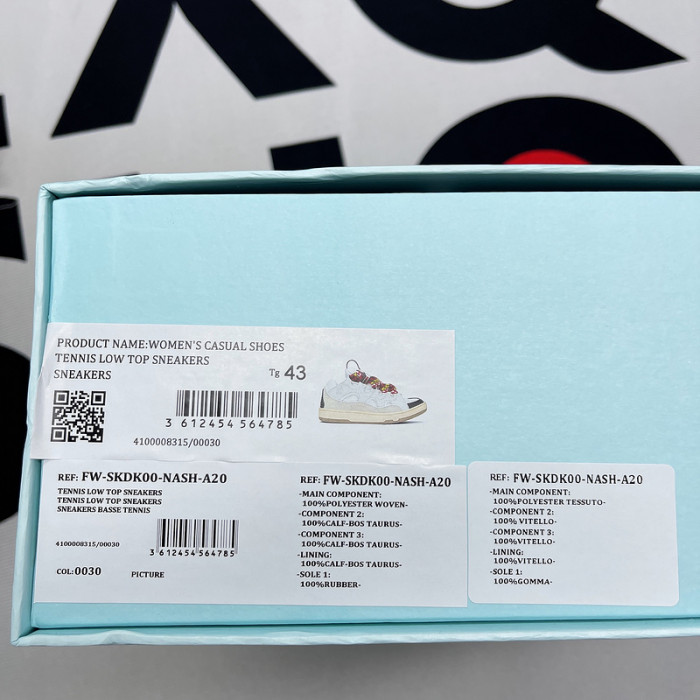 PRODUCT NAME:WOMEN'S CASUAL SHOES
TENNIS LOW TOP SNEAKERS
SNEAKERS
Tg 43
3 612454 564785
4100008315/00030
REF: FW-SKDK00-NASH-A20
TENNIS LOW TOP SNEAKERS
TENNIS LOW TOP SNEAKERS
SNEAKERS BASSE TENNIS
4100008315/00030
3 612454 564785
COL:0030
PICTURE
REF: FW-SKDK00-NASH-A20
-MAIN COMPONENT:
100%POLYESTER WOVEN-
-COMPONENT 2:
100%CALF-BOS TAURUS-
-COMPONENT 3:
100%CALF-BOS TAURUS-
-LINING:
100%CALF-BOS TAURUS-
-SOLE 1:
100%RUBBER-
REF: FW-SKDK00-NASH-A20
-MAIN COMPONENT:
100%POLYESTER TESSUTO-
-COMPONENT 2:
100% VITELLO-
-COMPONENT 3:
100%VITELLO-
-LINING:
100%VITELLO-
-SOLE 1:
100%GOMMA-